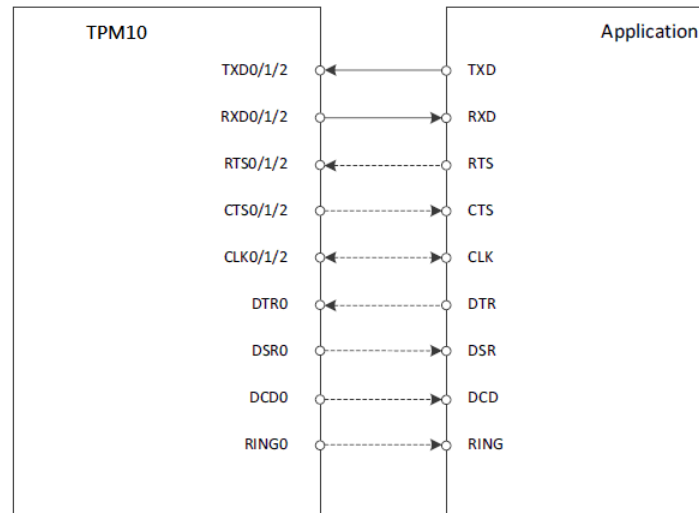 TPM10 Application
TXD0/1/2 TXD
RXD0/1/2 RXD
RTS0/1/2 RTS
CTS0/1/2 CTS
CLK0/1/2 CLK
DTR0 DTR
DSR0 DSR
DCD0 DCD
RING0 RING